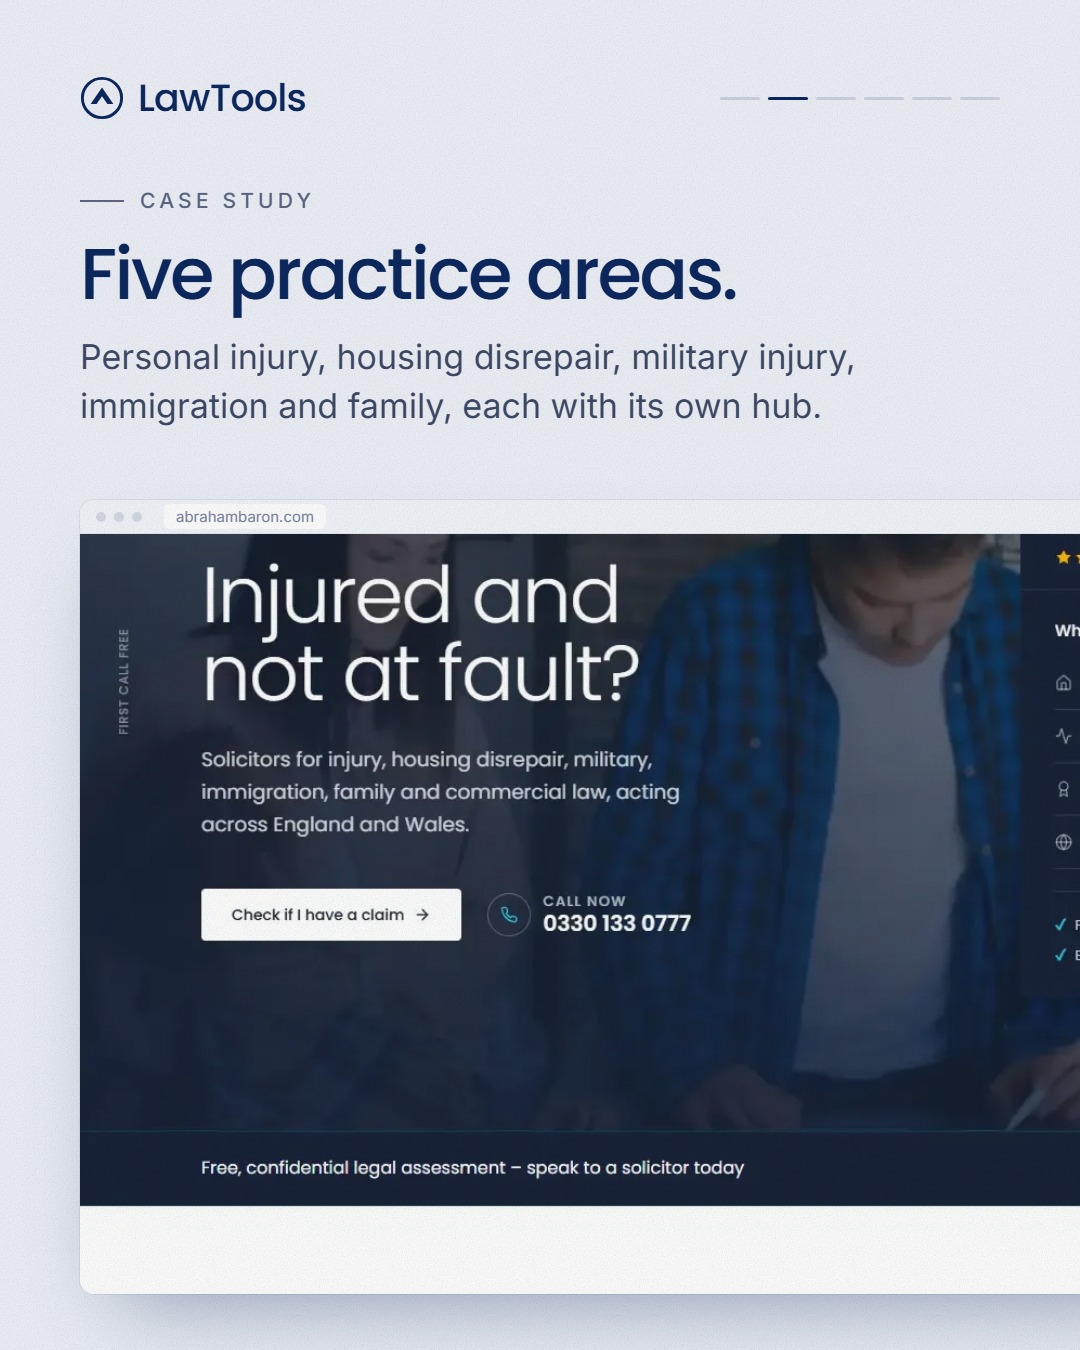 LawTools
CASE STUDY
Five practice areas.
Personal injury, housing disrepair, military injury,
immigration and family, each with its own hub.
abrahambaron.com
Injured and
not at fault?
FIRST CALL FREE
Solicitors for injury, housing disrepair, military,
immigration, family and commercial law, acting
across England and Wales.
Check if I have a claim
CALL NOW
0330 133 0777
Free, confidential legal assessment – speak to a solicitor today